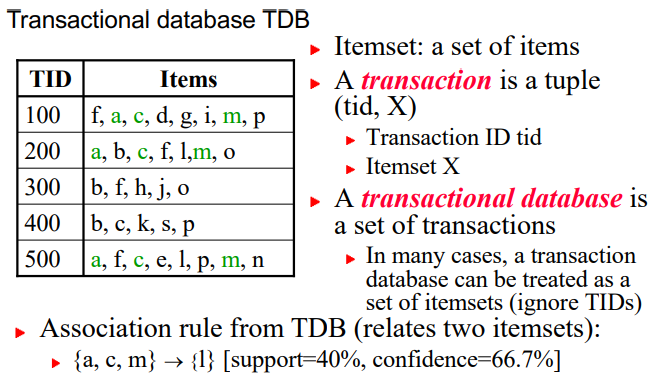 Transactional database TDB
TID Items
100 f, a, c, d, g, i, m, p
200 a, b, c, f, l,m, o
300 b, f, h, j, o
400 b, c, k, s, p
500 a, f, c, e, l, p, m, n
Itemset: a set of items
A transaction is a tuple
(tid, X)
Transaction ID tid
Itemset X
A transactional database is
a set of transactions
In many cases, a transaction
database can be treated as a
set of itemsets (ignore TIDs)
Association rule from TDB (relates two itemsets):
{a, c, m} → {l} [support=40%, confidence=66.7%]